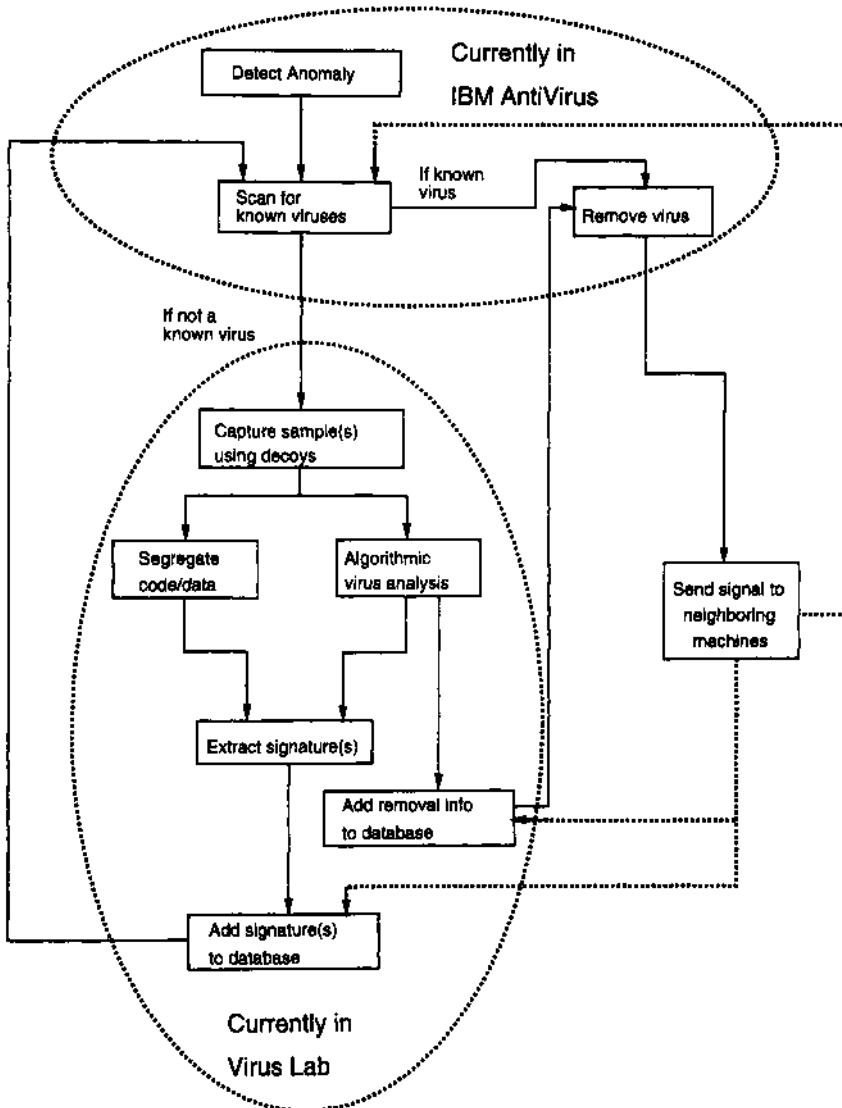 Currently in
IBM AntiVirus
Detect Anomaly
Scan for
known viruses
If known
virus
Remove virus
If not a
known virus
Capture sample(s)
using decoys
Segregate
code/data
Algorithmic
virus analysis
Send signal to
neighboring
machines
Extract signature(s)
Add removal info
to database
Add signature(s)
to database
Currently in
Virus Lab